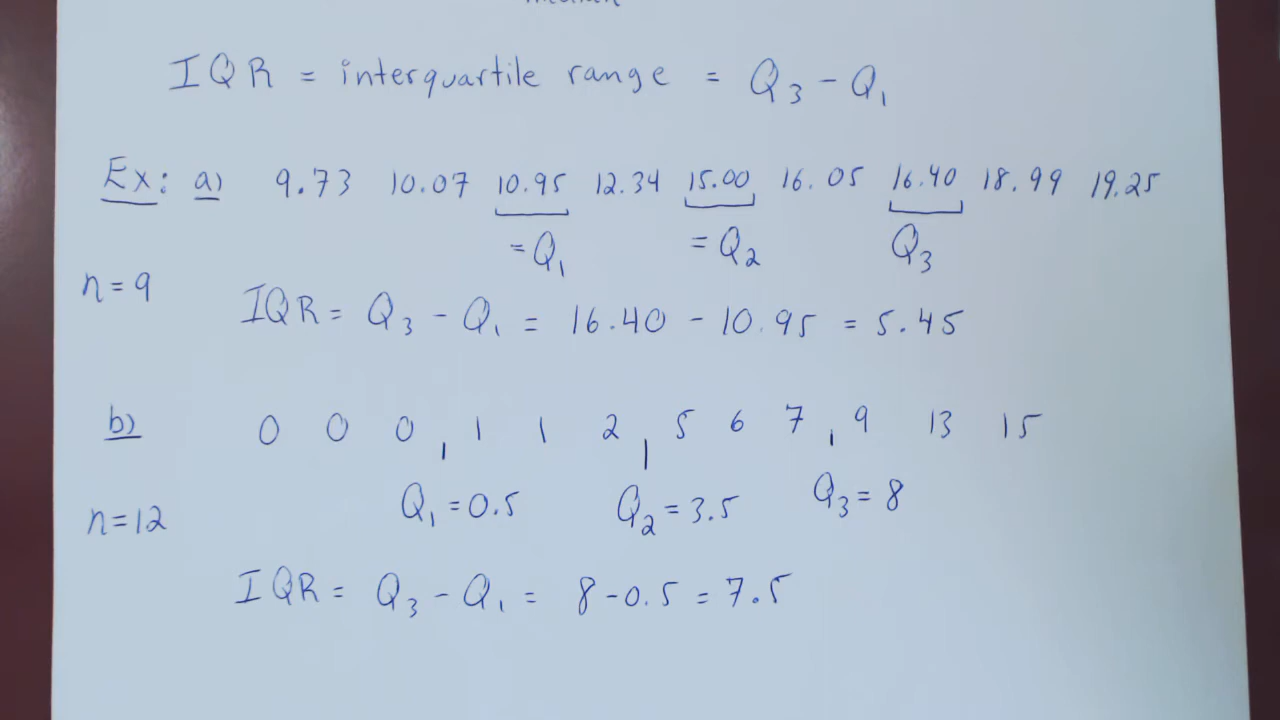 IQR = interquartile range = Q₃ − Q₁
Ex: a) 9.73 10.07 10.95 12.34 15.00 16.05 16.40 18.99 19.25
= Q₁ = Q₂ Q₃
n = 9
IQR = Q₃ − Q₁ = 16.40 − 10.95 = 5.45
b) 0 0 0 , 1 1 2 , 5 6 7 , 9 13 15
Q₁ = 0.5 Q₂ = 3.5 Q₃ = 8
n = 12
IQR = Q₃ − Q₁ = 8 − 0.5 = 7.5